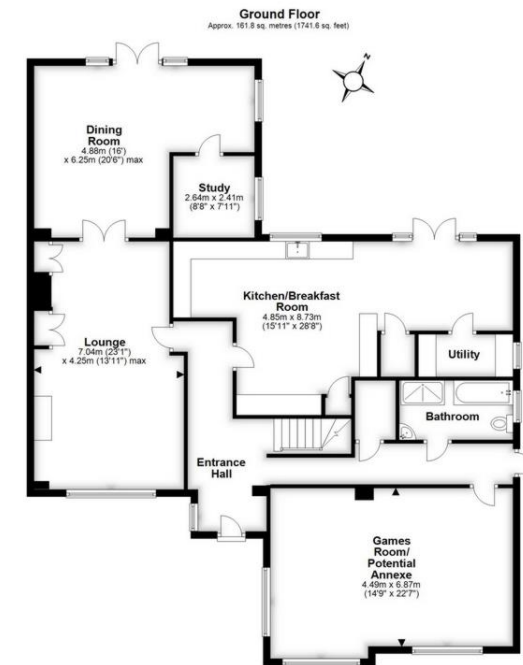 Ground Floor
Approx. 161.8 sq. metres (1741.6 sq. feet)
N
Dining
Room
4.88m (16')
x 6.25m (20'6") max
Study
2.64m x 2.41m
(8'8" x 7'11")
Kitchen/Breakfast
Room
4.85m x 8.73m
(15'11" x 28'8")
Lounge
7.04m (23'1")
x 4.25m (13'11") max
Utility
Bathroom
Entrance
Hall
Games
Room/
Potential
Annexe
4.49m x 6.87m
(14'9" x 22'7")